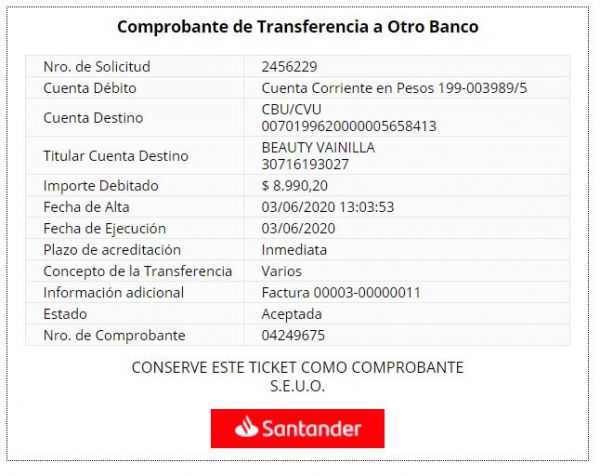 Comprobante de Transferencia a Otro Banco
Nro. de Solicitud 2456229
Cuenta Débito Cuenta Corriente en Pesos 199-003989/5
Cuenta Destino CBU/CVU
0070199620000005658413
Titular Cuenta Destino BEAUTY VAINILLA
30716193027
Importe Debitado $ 8.990,20
Fecha de Alta 03/06/2020 13:03:53
Fecha de Ejecución 03/06/2020
Plazo de acreditación Inmediata
Concepto de la Transferencia Varios
Información adicional Factura 00003-00000011
Estado Aceptada
Nro. de Comprobante 04249675
CONSERVE ESTE TICKET COMO COMPROBANTE
S.E.U.O.
Santander